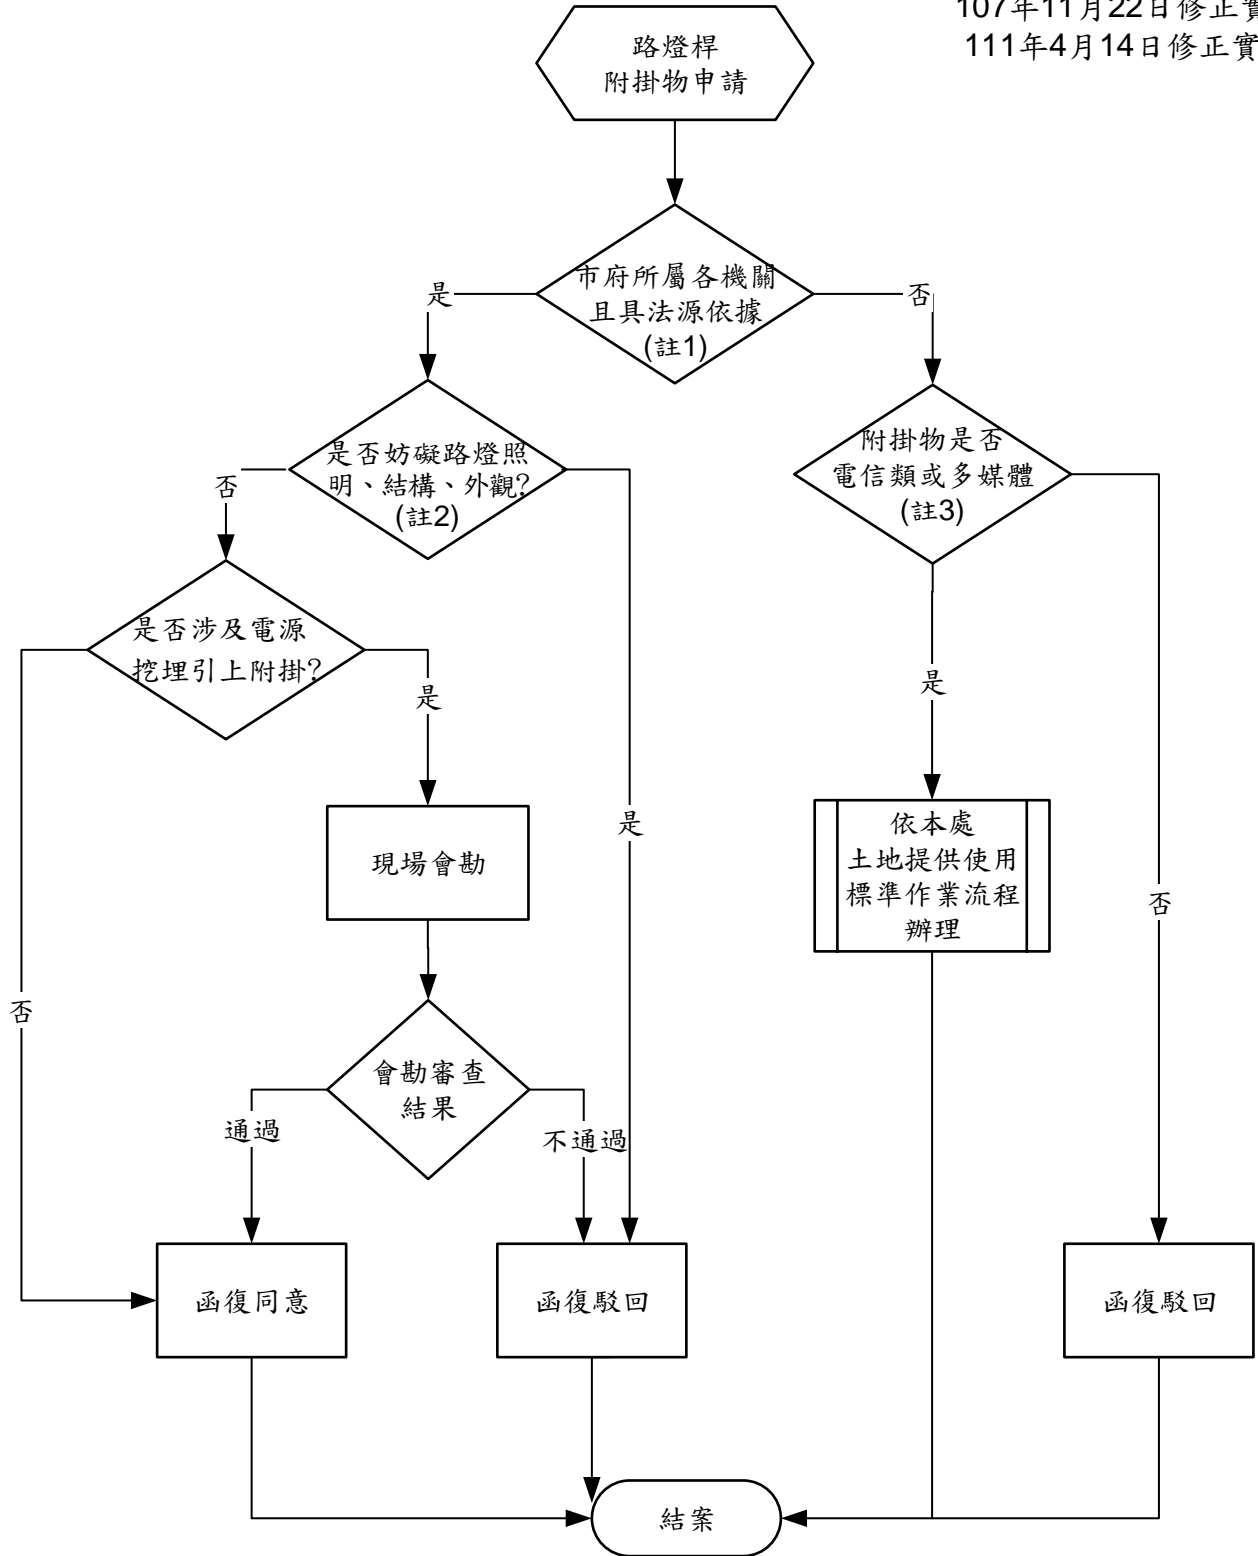 107年11月22日修正實
111年4月14日修正實
路燈桿
附掛物申請
市府所屬各機關
且具法源依據
(註1)
是
否
是否妨礙路燈照
明、結構、外觀?
(註2)
附掛物是否
電信類或多媒體
(註3)
否
是否涉及電源
挖埋引上附掛?
是
是
現場會勘
是
依本處
土地提供使用
標準作業流程
辦理
否
否
會勘審查
結果
通過
不通過
函復同意
函復駁回
函復駁回
結案